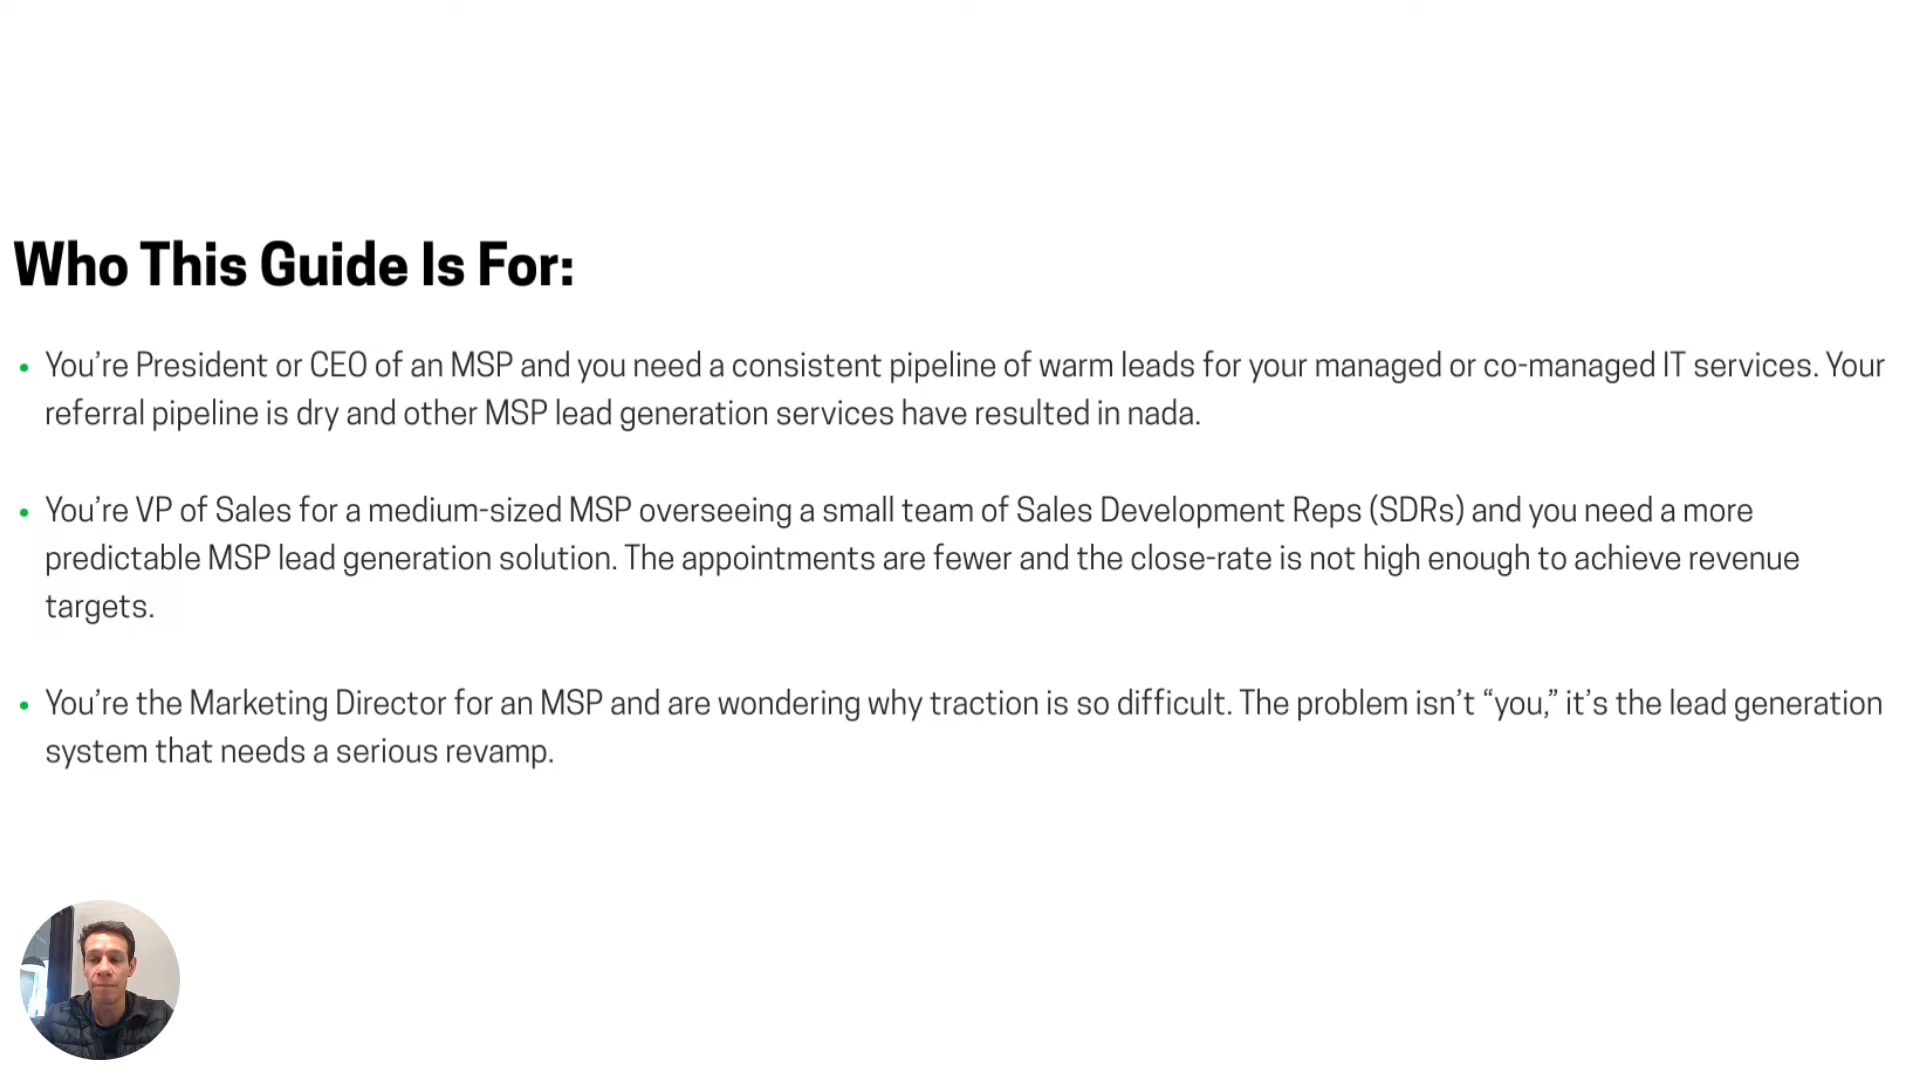 Who This Guide Is For:
You’re President or CEO of an MSP and you need a consistent pipeline of warm leads for your managed or co-managed IT services. Your
referral pipeline is dry and other MSP lead generation services have resulted in nada.
You’re VP of Sales for a medium-sized MSP overseeing a small team of Sales Development Reps (SDRs) and you need a more
predictable MSP lead generation solution. The appointments are fewer and the close-rate is not high enough to achieve revenue
targets.
You’re the Marketing Director for an MSP and are wondering why traction is so difficult. The problem isn’t “you,” it’s the lead generation
system that needs a serious revamp.